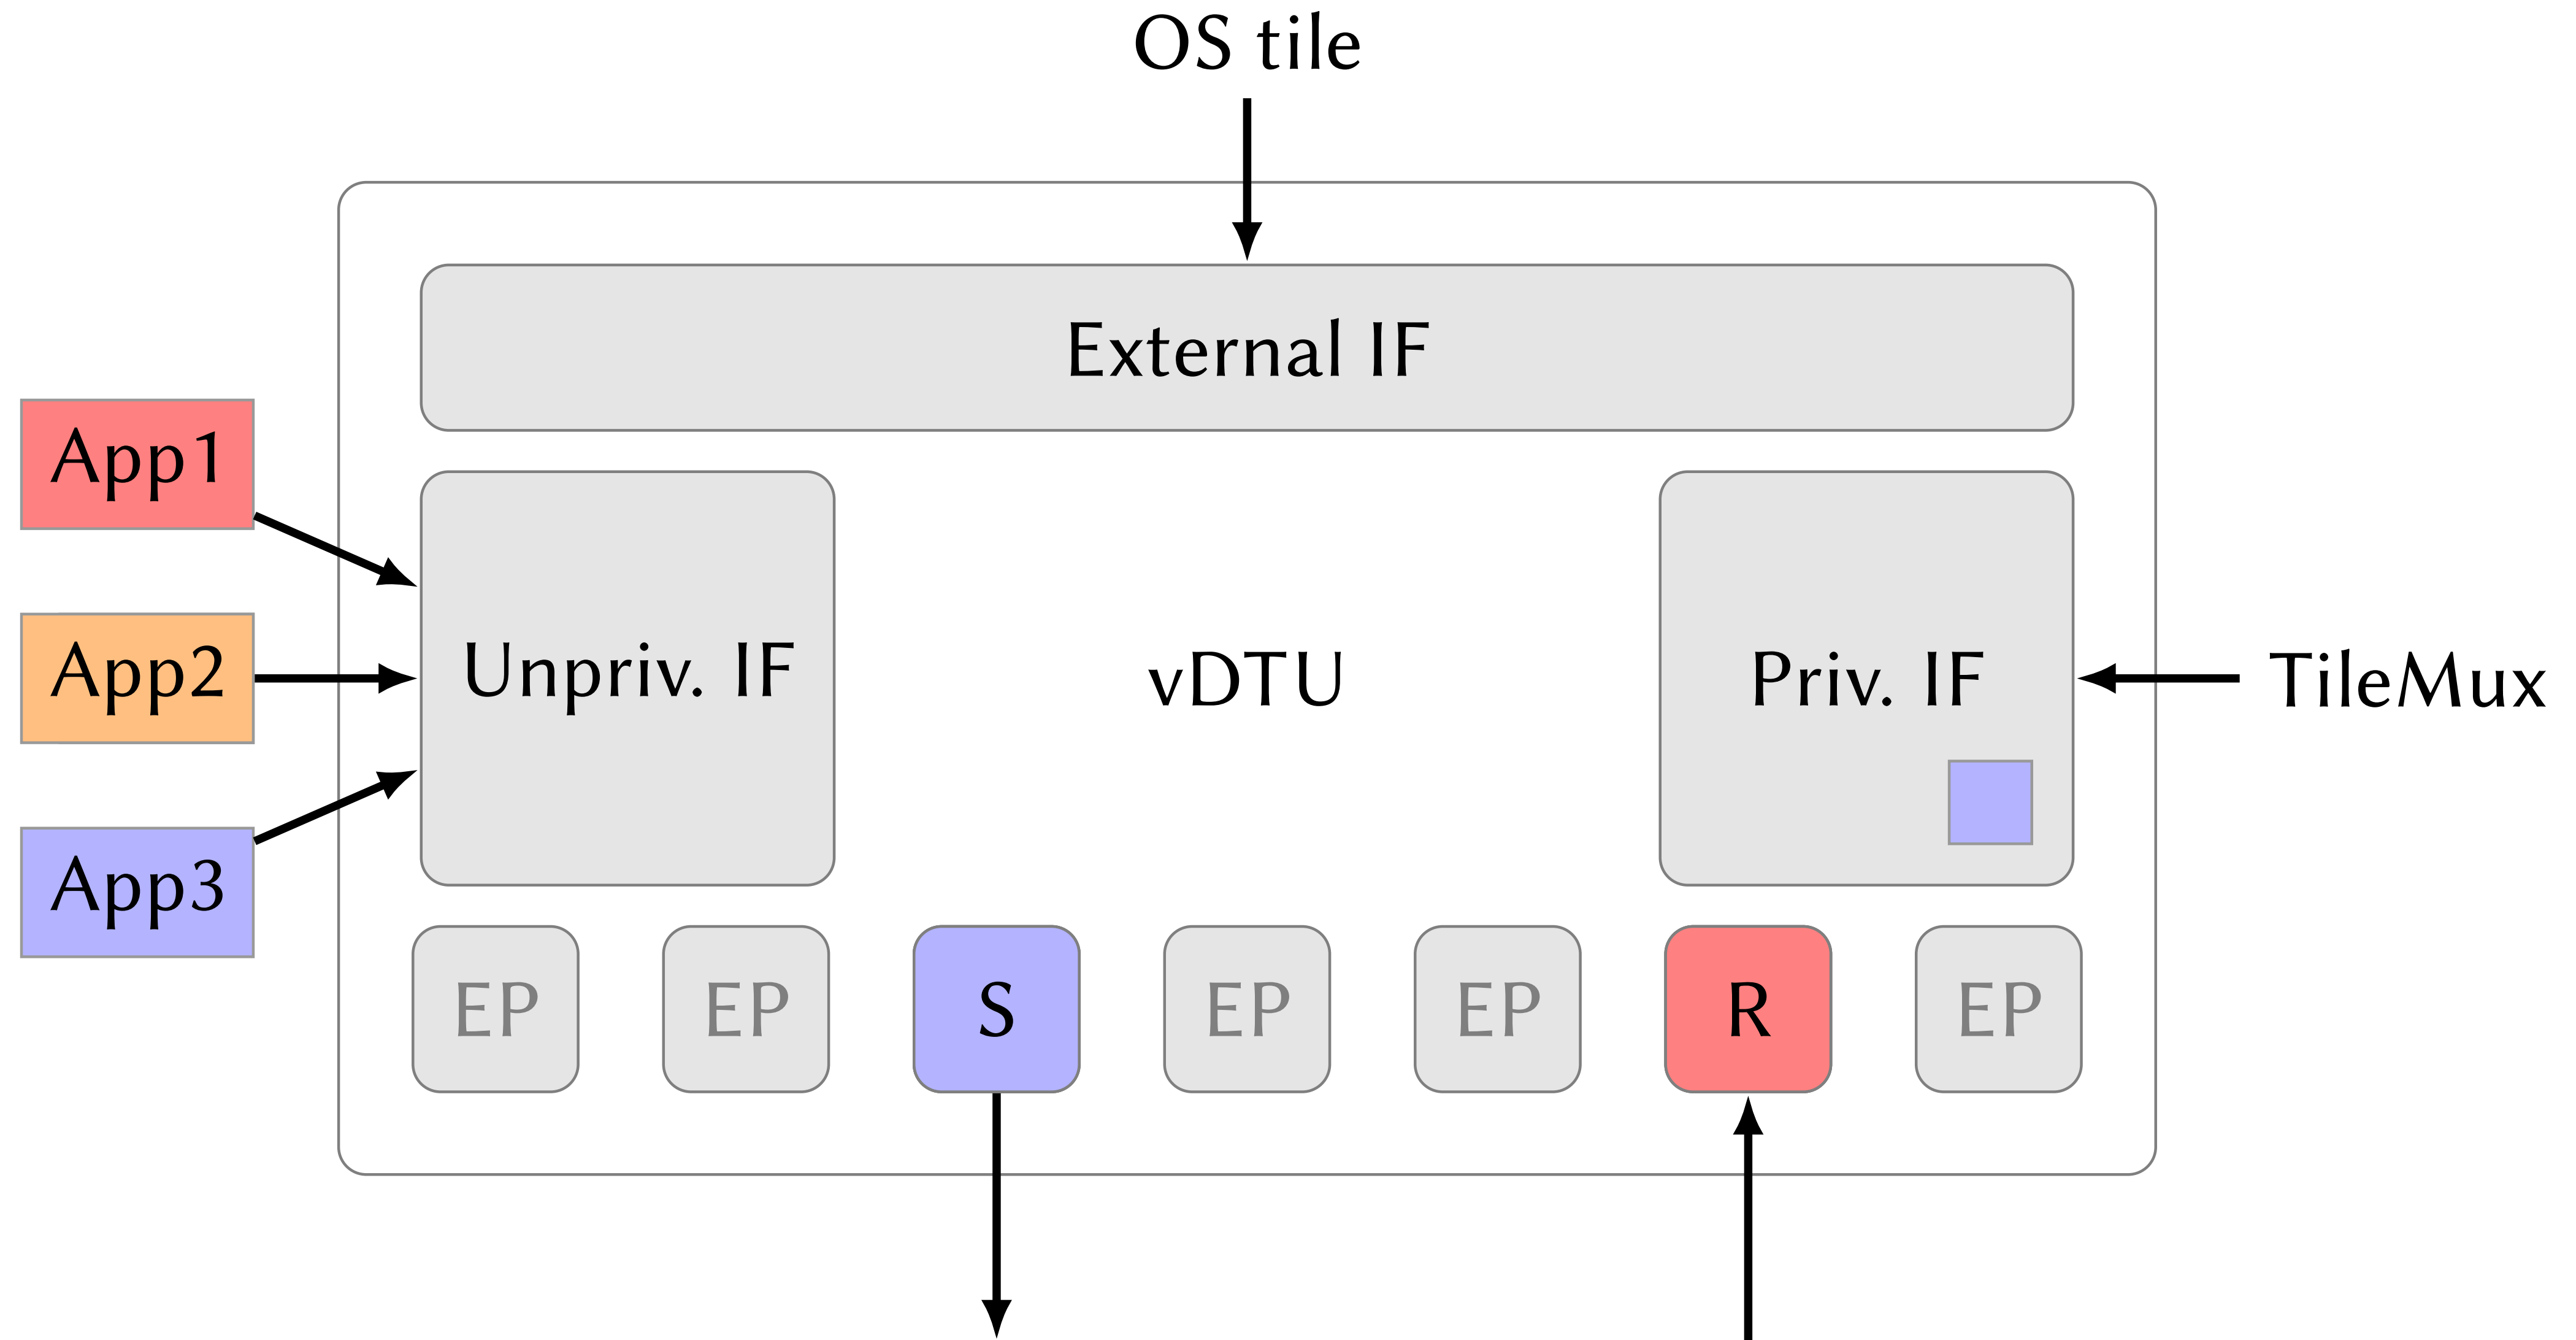 OS tile
External IF
App1
App2
App3
Unpriv. IF
vDTU
Priv. IF
TileMux
EP
EP
S
EP
EP
R
EP